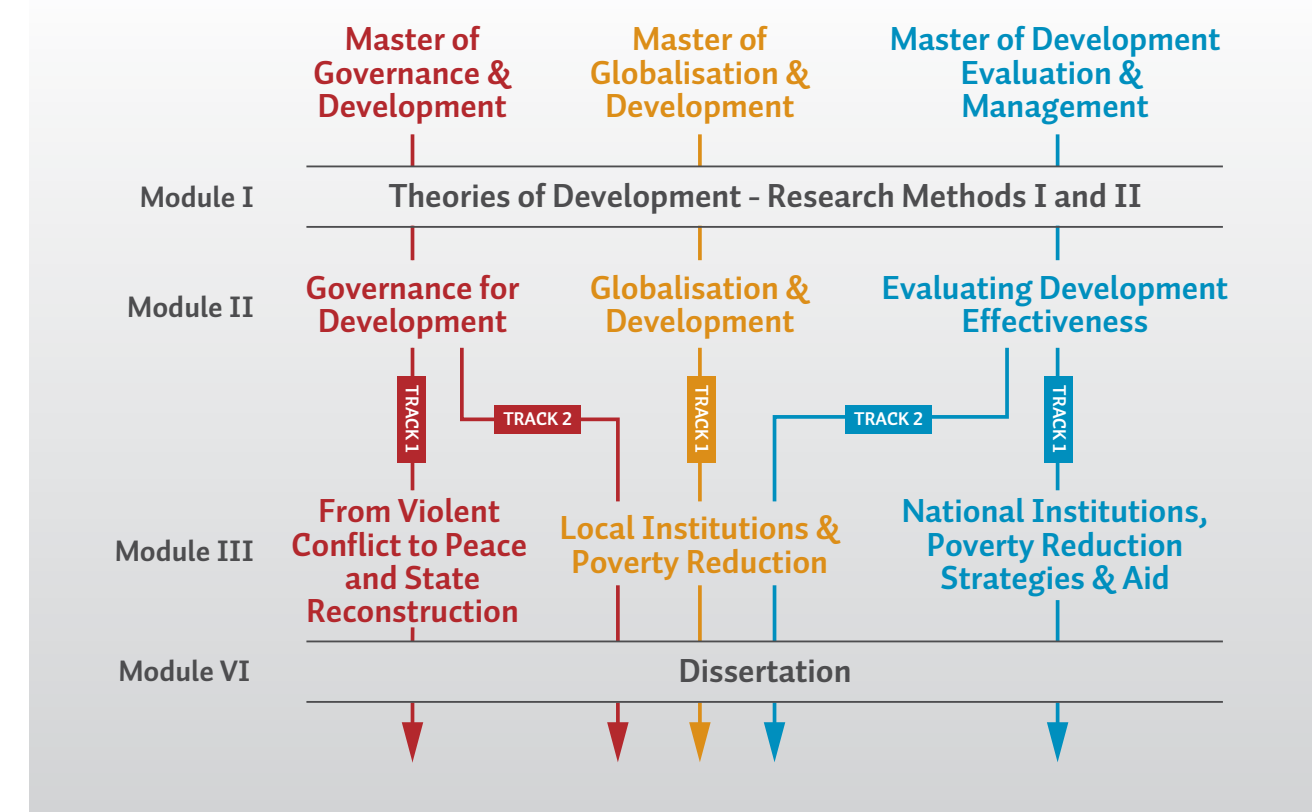 Master of
Governance &
Development
Master of
Globalisation &
Development
Master of Development
Evaluation &
Management
Module I
Theories of Development - Research Methods I and II
Module II
Governance for
Development
Globalisation &
Development
Evaluating Development
Effectiveness
TRACK 1
TRACK 2
TRACK 1
TRACK 2
TRACK 1
Module III
From Violent
Conflict to Peace
and State
Reconstruction
Local Institutions &
Poverty Reduction
National Institutions,
Poverty Reduction
Strategies & Aid
Module VI
Dissertation